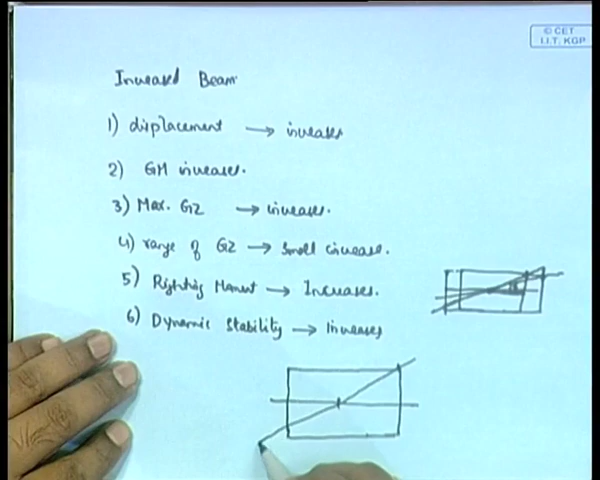 © CET
I.I.T. KGP
Increased Beam
1) displacement → increases
2) GM increases.
3) Max. GZ → increases.
4) range of GZ → small increase.
5) Righting Moment → Increases.
6) Dynamic Stability → Increases